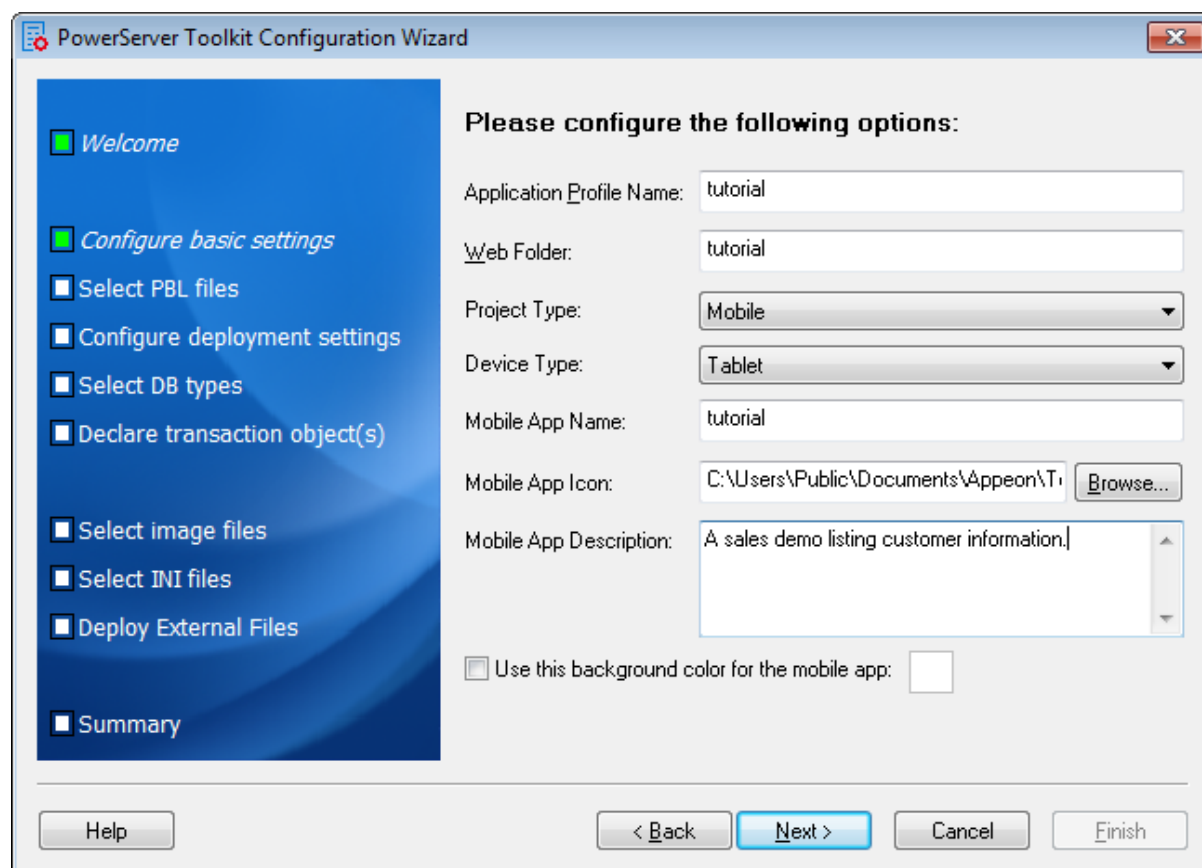 PowerServer Toolkit Configuration Wizard
Welcome
Configure basic settings
Select PBL files
Configure deployment settings
Select DB types
Declare transaction object(s)
Select image files
Select INI files
Deploy External Files
Summary
Please configure the following options:
Application Profile Name: tutorial
Web Folder: tutorial
Project Type: Mobile
Device Type: Tablet
Mobile App Name: tutorial
Mobile App Icon: C:\Users\Public\Documents\Appeon\ Browse...
Mobile App Description: A sales demo listing customer information.
Use this background color for the mobile app:
Help < Back Next > Cancel Finish